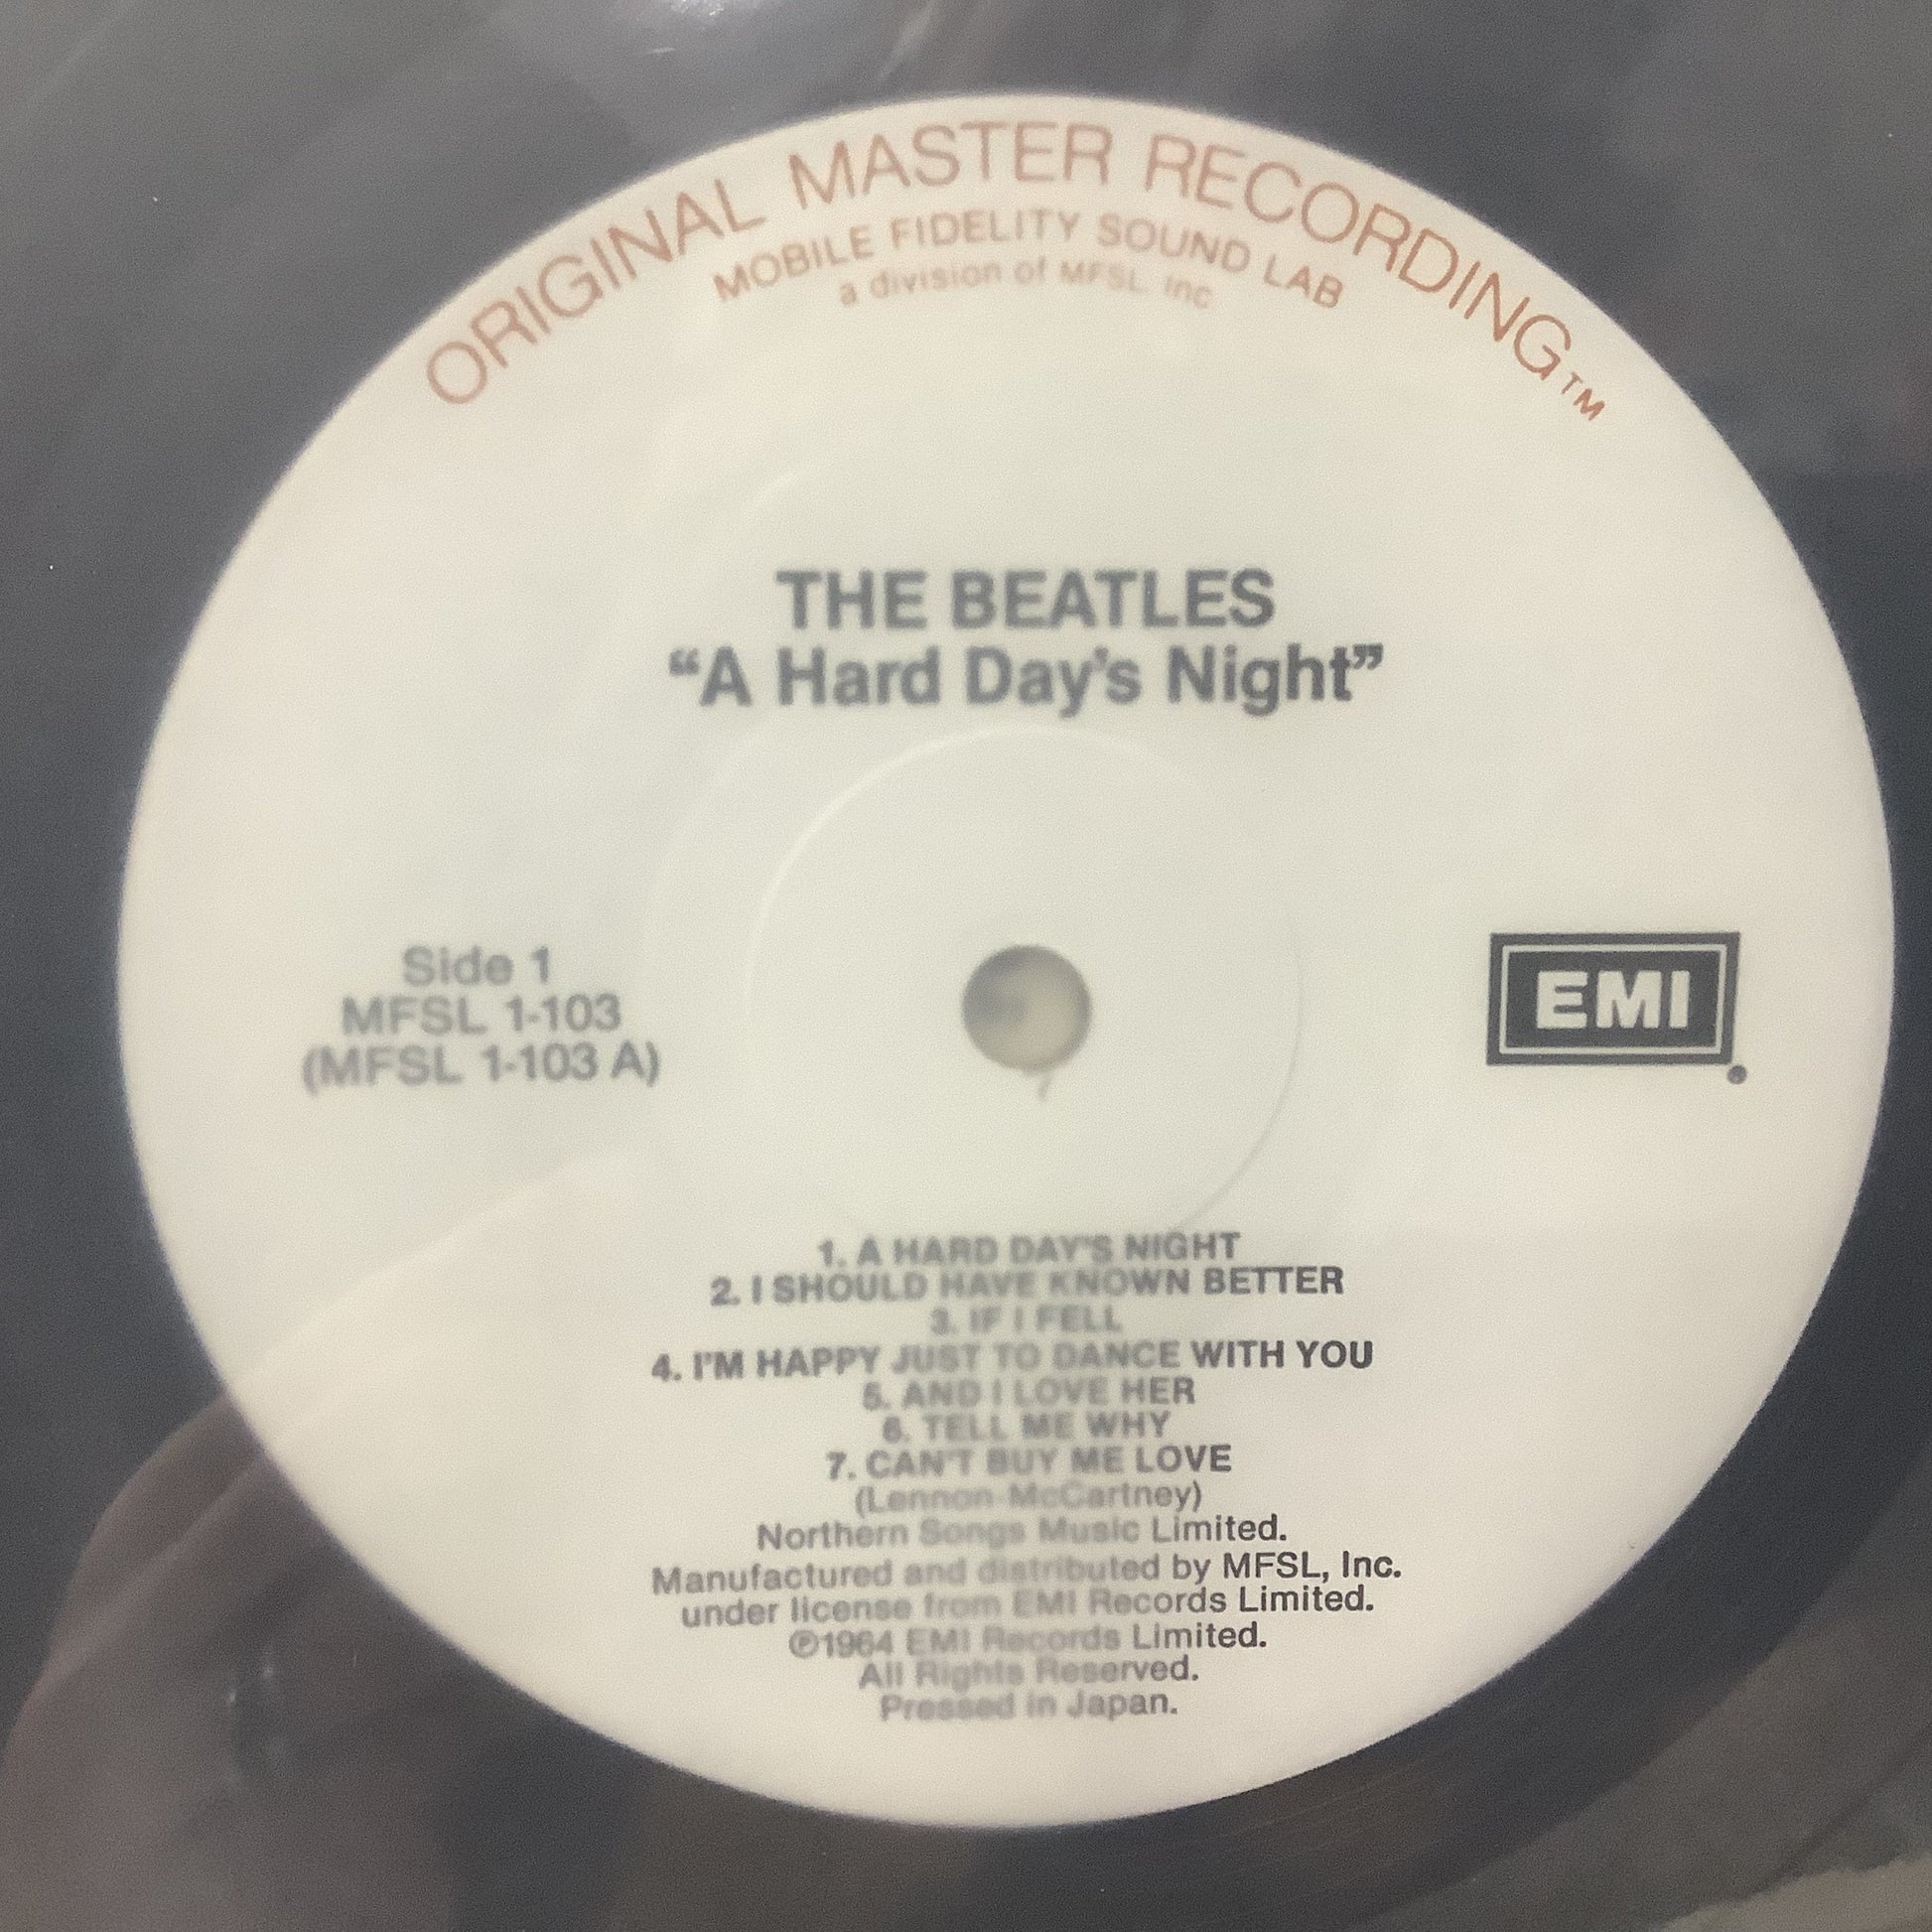 ORIGINAL MASTER RECORDING™
MOBILE FIDELITY SOUND LAB
a division of MFSL Inc
THE BEATLES
“A Hard Day’s Night”
Side 1
MFSL 1-103
(MFSL 1-103 A)
EMI
1. A HARD DAY’S NIGHT
2. I SHOULD HAVE KNOWN BETTER
3. IF I FELL
4. I’M HAPPY JUST TO DANCE WITH YOU
5. AND I LOVE HER
6. TELL ME WHY
7. CAN’T BUY ME LOVE
(Lennon-McCartney)
Northern Songs Music Limited.
Manufactured and distributed by MFSL, Inc.
under license from EMI Records Limited.
℗1964 EMI Records Limited.
All Rights Reserved.
Pressed in Japan.